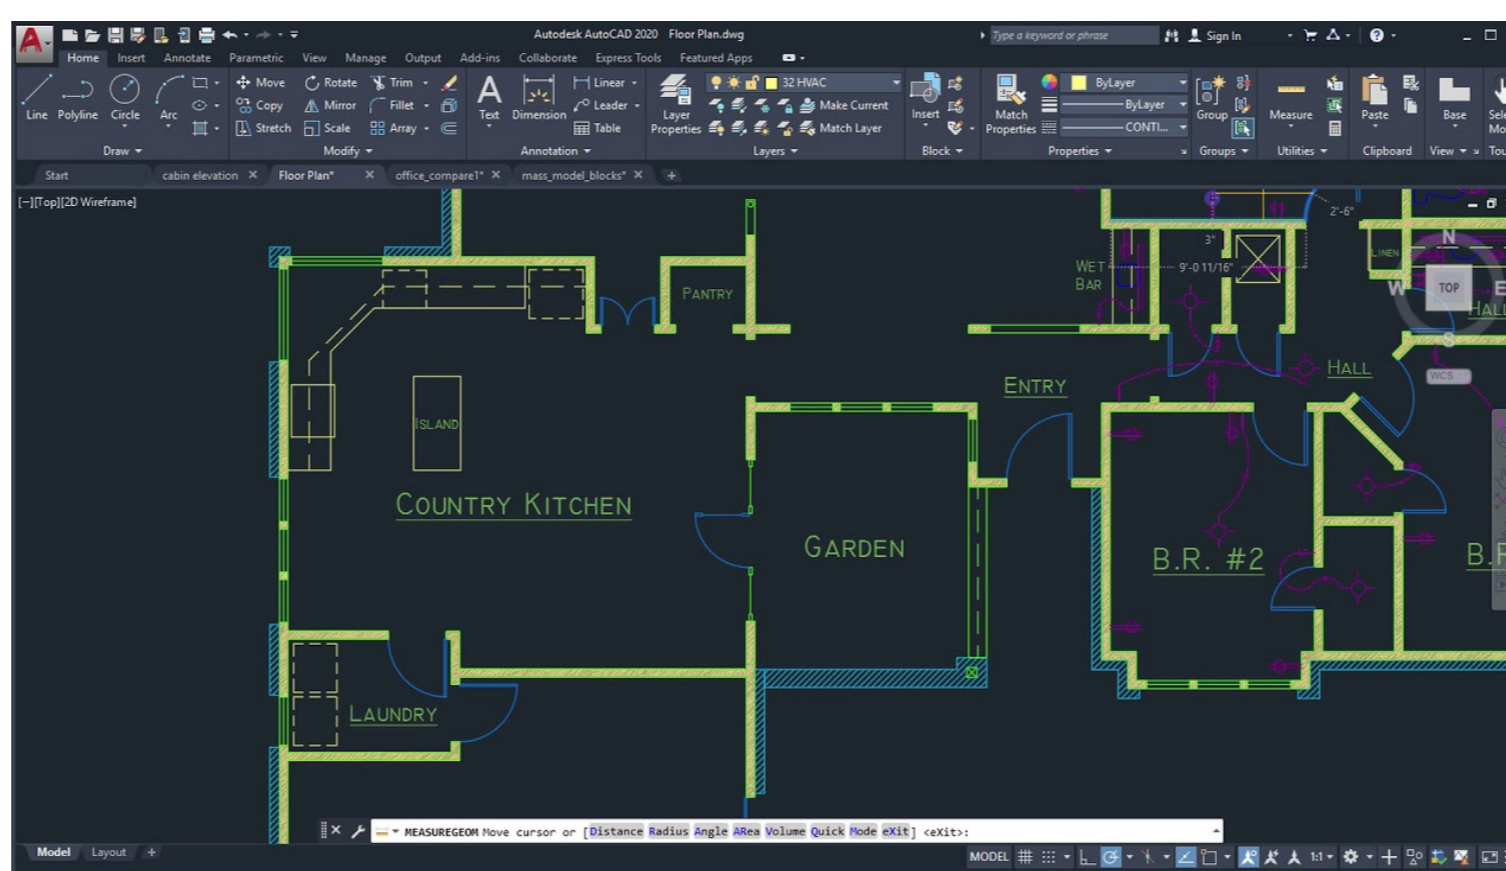 A Autodesk AutoCAD 2020 Floor Plan.dwg Type a keyword or phrase Sign In ?
Home Insert Annotate Parametric View Manage Output Add-ins Collaborate Express Tools Featured Apps
Move Rotate Trim A Linear 32 HVAC ByLayer
Line Polyline Circle Arc Copy Mirror Fillet Text Dimension Leader Layer Properties Make Current Insert Match Properties ByLayer Group Measure Paste Base
Stretch Scale Array Table Match Layer CONTI...
Draw Modify Annotation Layers Block Properties Groups Utilities Clipboard View
Start cabin elevation X Floor Plan* X office_compare1* X mass_model_blocks* X +
[-][Top][2D Wireframe]
2'-6"
3"
9'-0 11/16"
WET
BAR
LINEN
N
W TOP E
S
HALL
WCS
PANTRY
ENTRY
HALL
ISLAND
COUNTRY KITCHEN
GARDEN
B.R. #2
LAUNDRY
MEASUREGEOM Move cursor or [Distance Radius Angle ARea Volume Quick Mode eXit] <eXit>:
Model Layout + MODEL 1:1